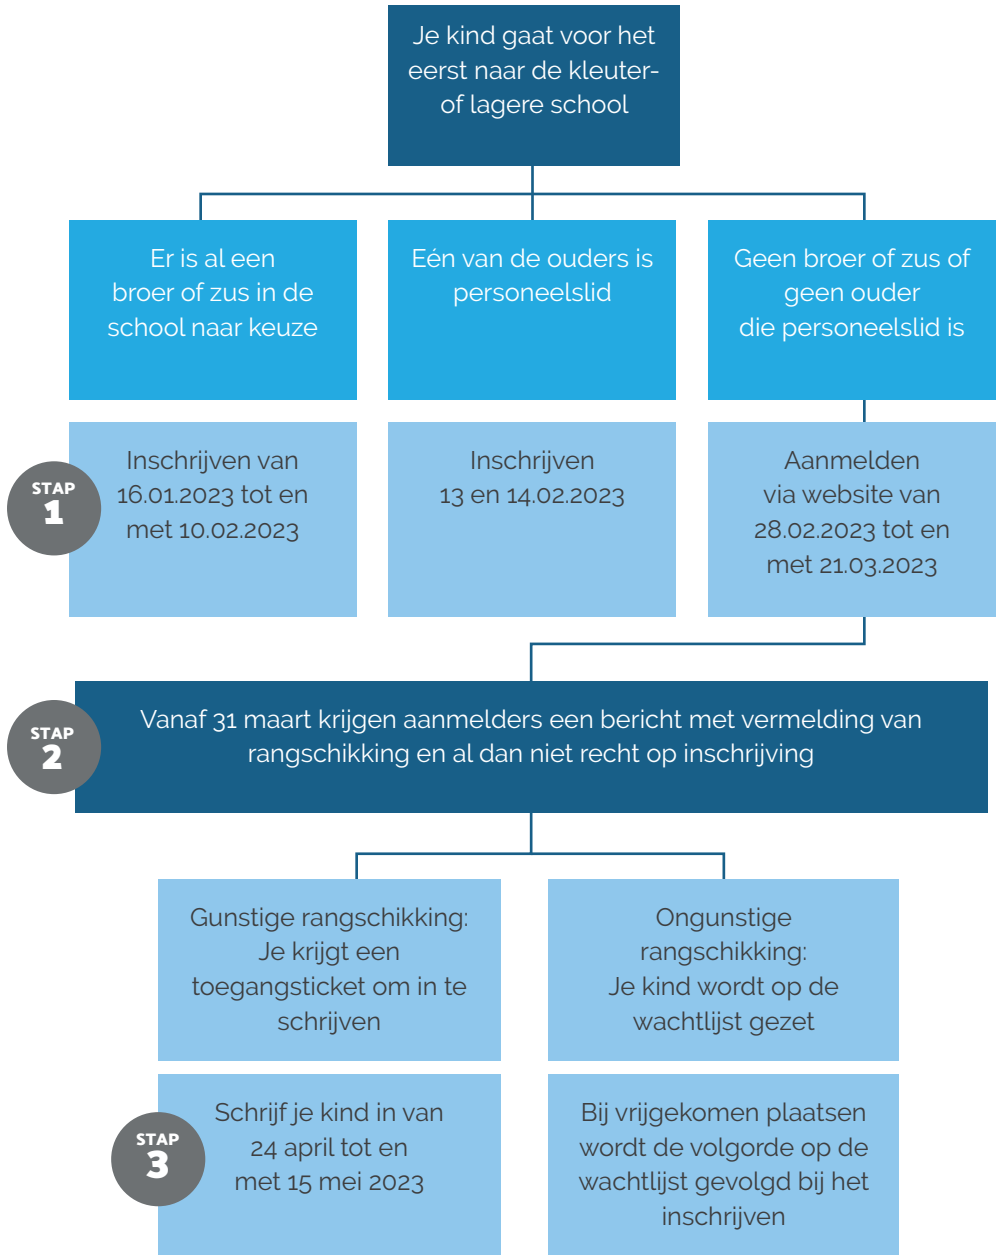 Je kind gaat voor het
eerst naar de kleuter-
of lagere school
Er is al een
broer of zus in de
school naar keuze
Eén van de ouders is
personeelslid
Geen broer of zus of
geen ouder
die personeelslid is
STAP
1
Inschrijven van
16.01.2023 tot en
met 10.02.2023
Inschrijven
13 en 14.02.2023
Aanmelden
via website van
28.02.2023 tot en
met 21.03.2023
STAP
2
Vanaf 31 maart krijgen aanmelders een bericht met vermelding van
rangschikking en al dan niet recht op inschrijving
Gunstige rangschikking:
Je krijgt een
toegangsticket om in te
schrijven
Ongunstige
rangschikking:
Je kind wordt op de
wachtlijst gezet
STAP
3
Schrijf je kind in van
24 april tot en
met 15 mei 2023
Bij vrijgekomen plaatsen
wordt de volgorde op de
wachtlijst gevolgd bij het
inschrijven